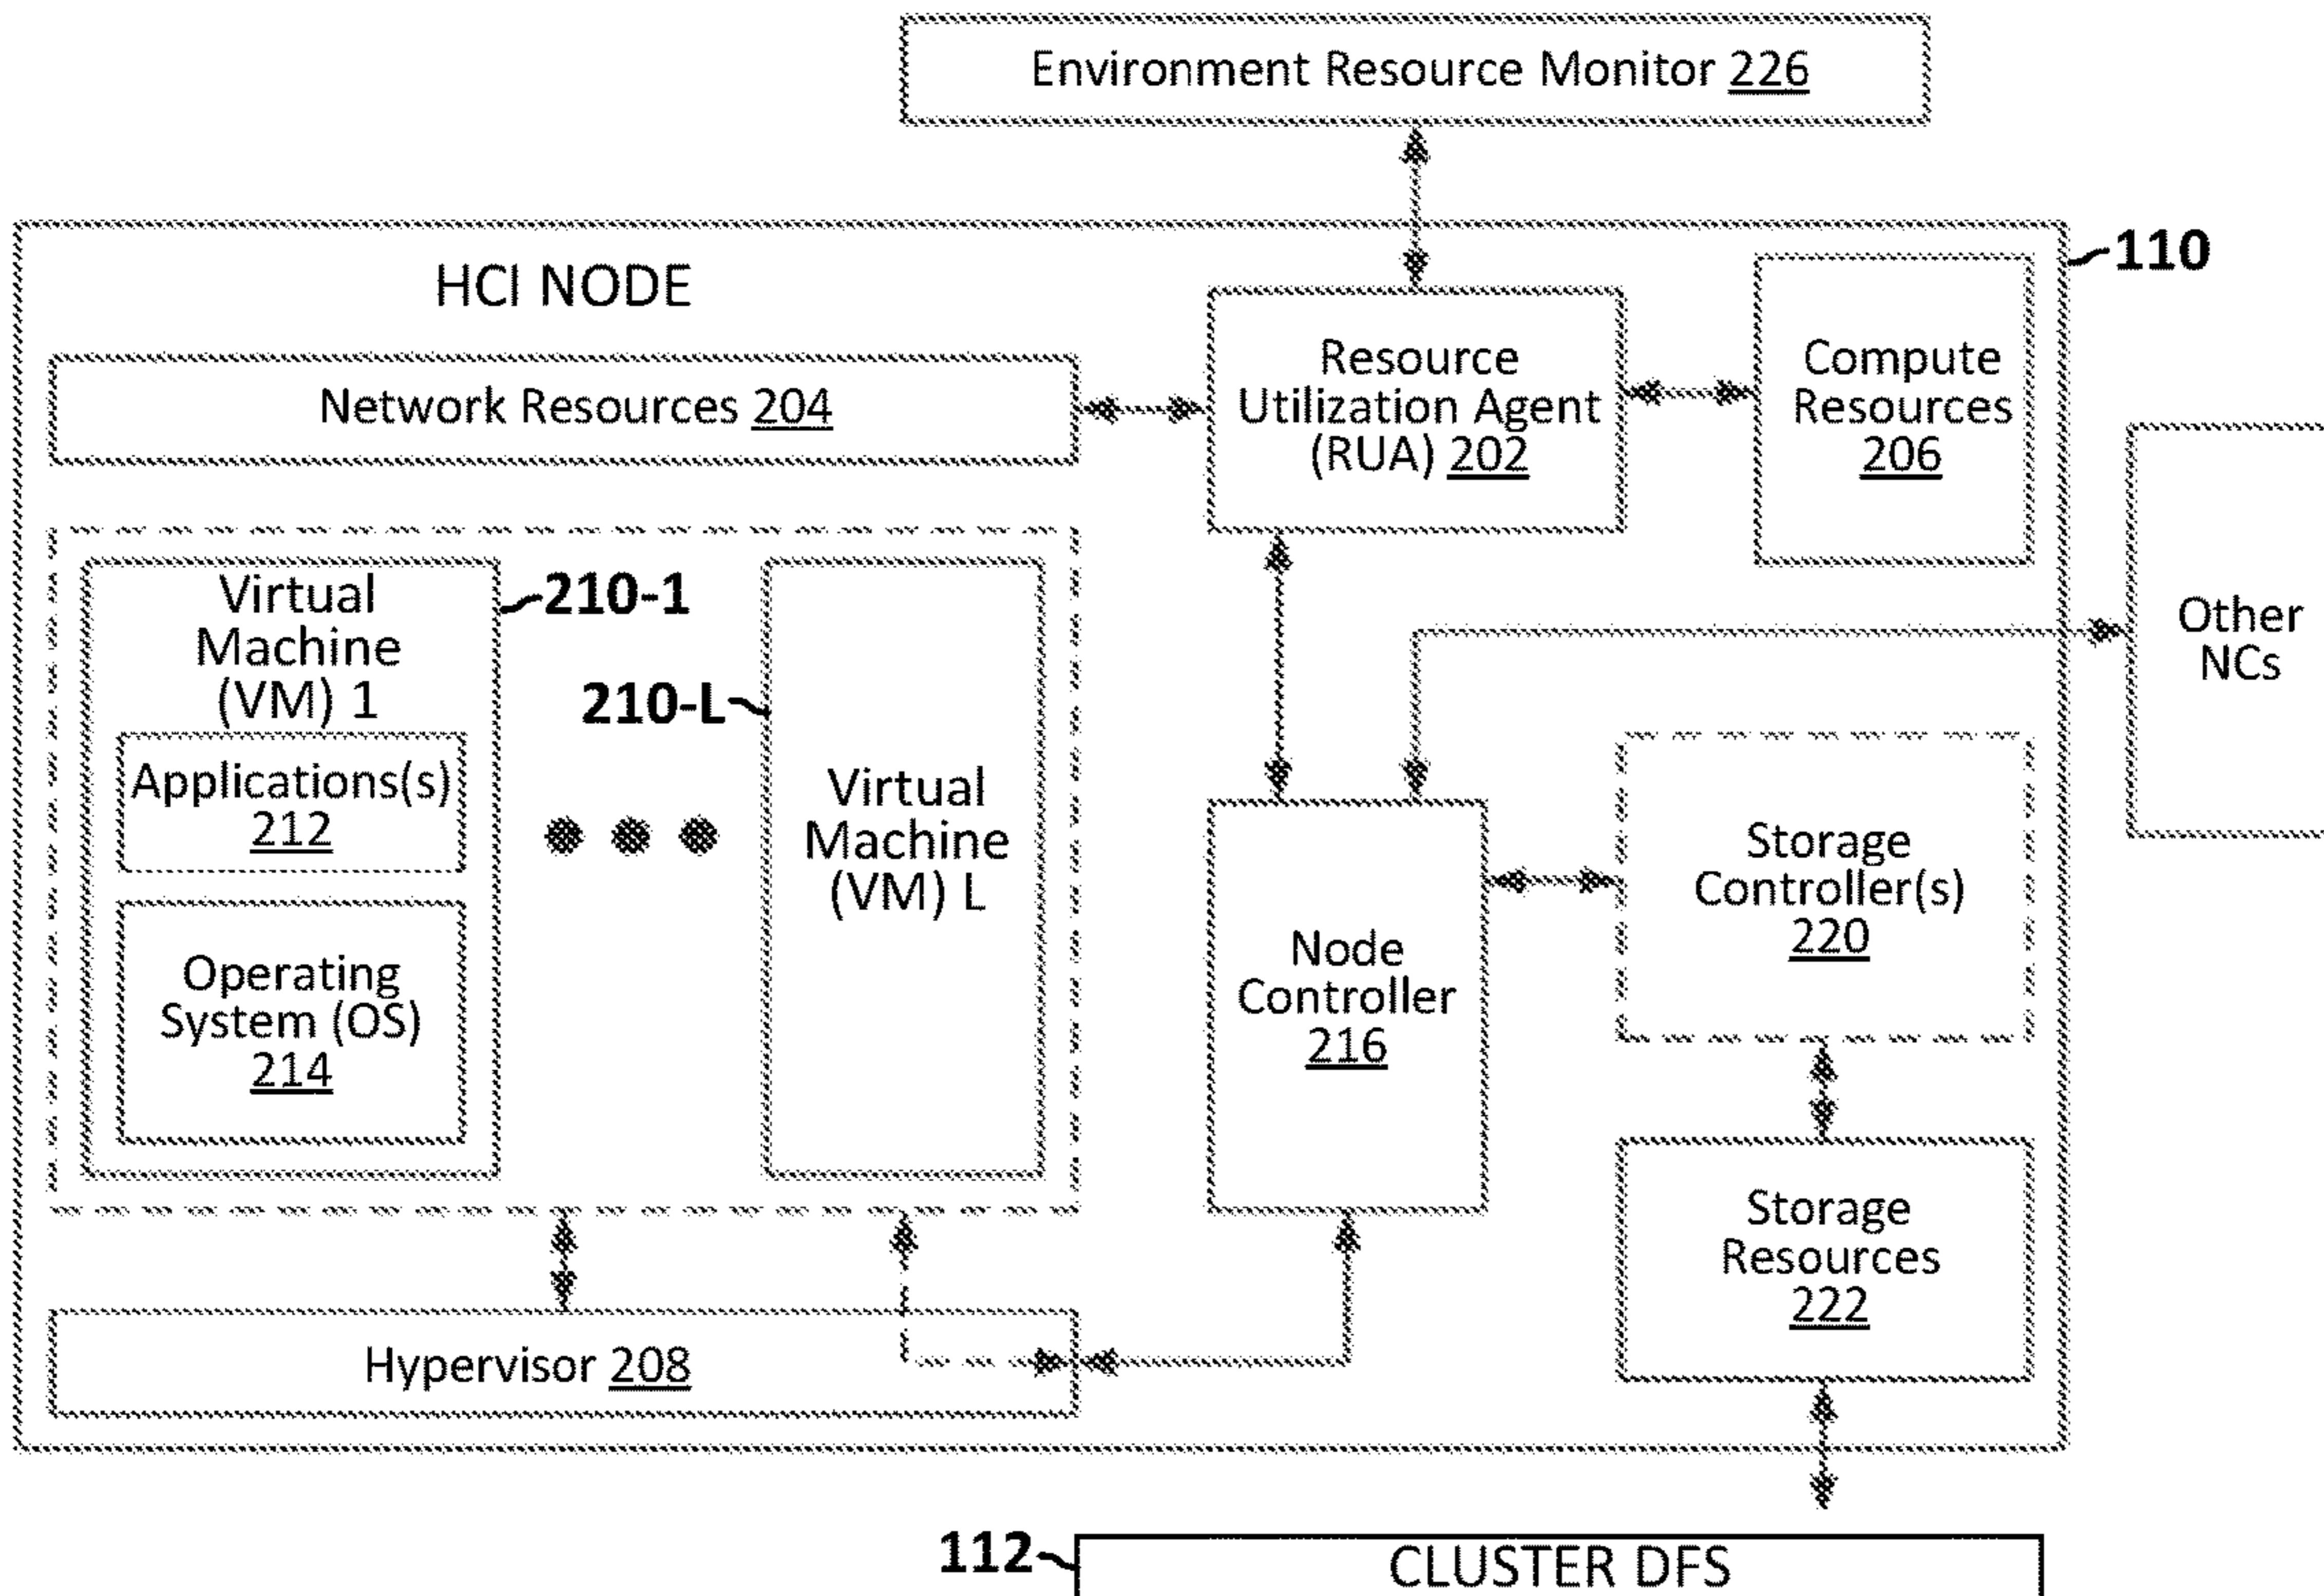 Environment Resource Monitor 226
110
HCI NODE
Network Resources 204
Resource
Utilization Agent
(RUA) 202
Compute
Resources
206
Other
NCs
Virtual
Machine
(VM) 1
210-1
Applications(s)
212
Operating
System (OS)
214
210-L
Virtual
Machine
(VM) L
Node
Controller
216
Storage
Controller(s)
220
Storage
Resources
222
Hypervisor 208
112
CLUSTER DFS